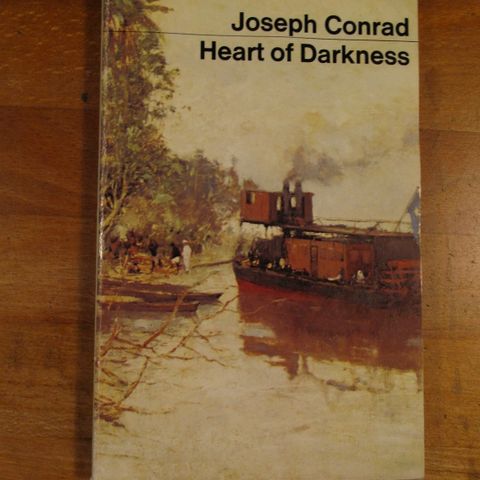 Joseph Conrad
Heart of Darkness